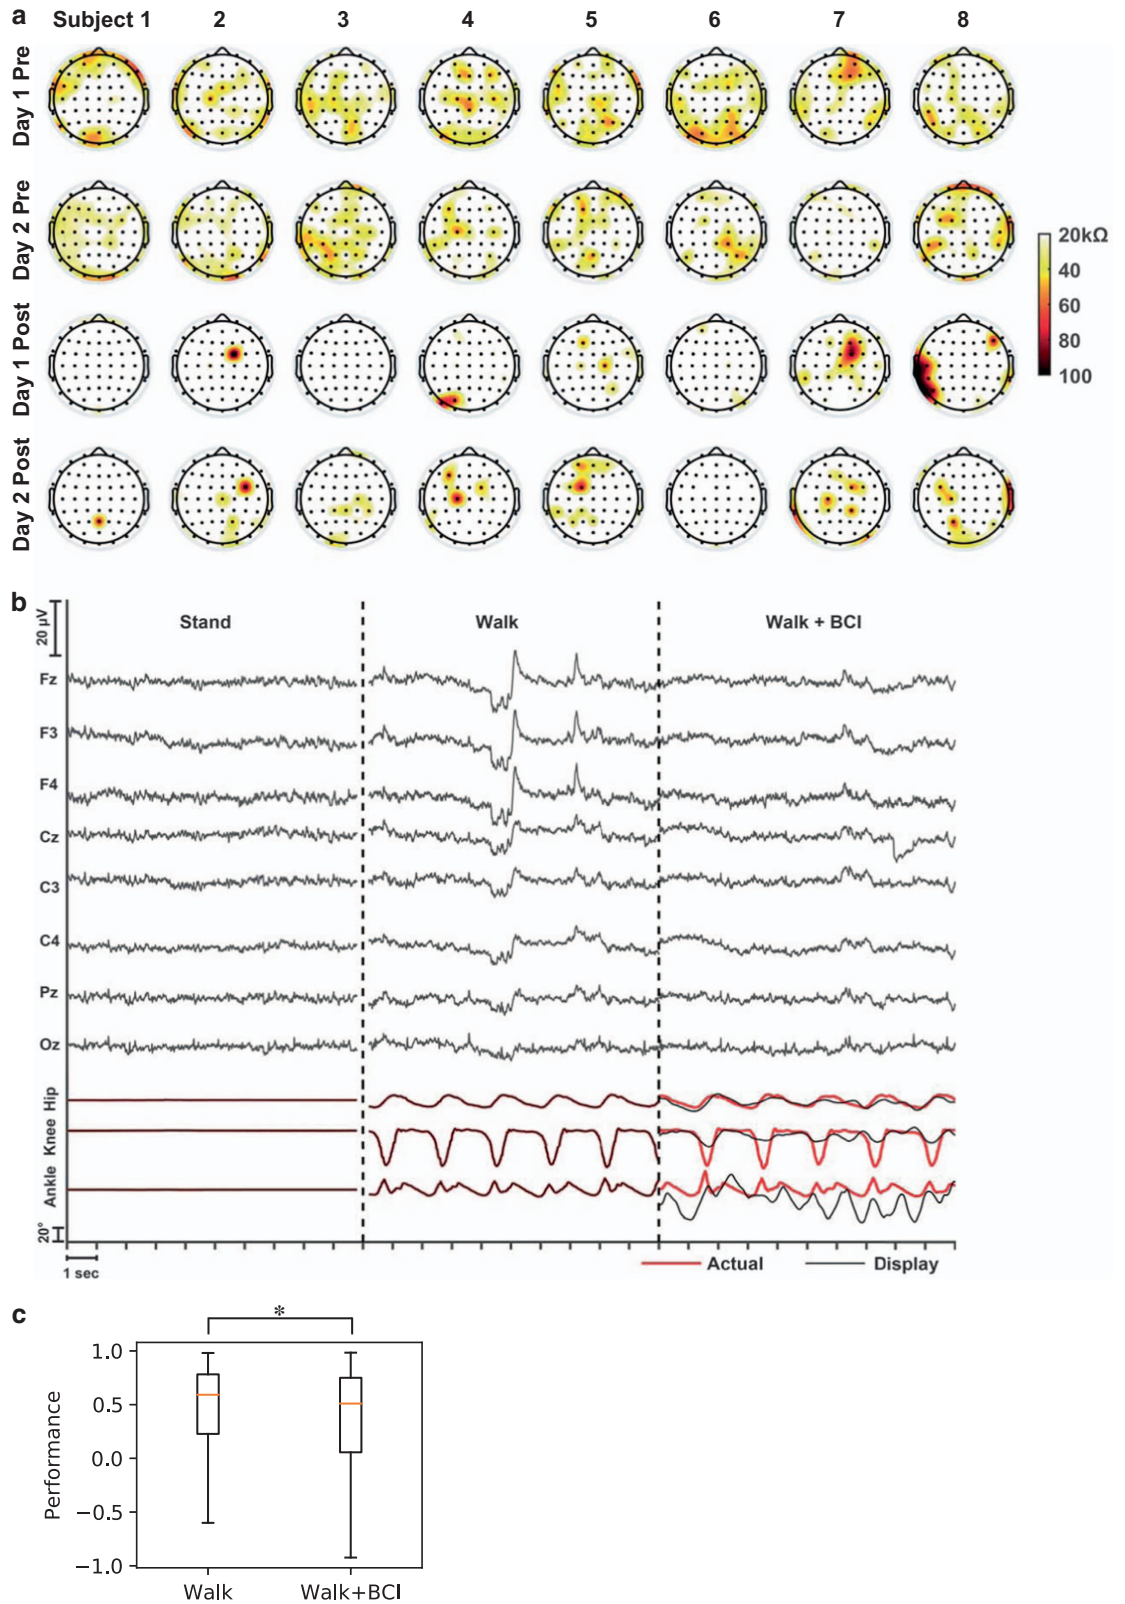 a Subject 1 2 3 4 5 6 7 8
Day 1 Pre
Day 2 Pre
Day 1 Post
Day 2 Post
20kΩ
40
60
80
100
b
20 µV
Stand Walk Walk + BCI
Fz
F3
F4
Cz
C3
C4
Pz
Oz
Hip
Knee
Ankle
20°
1 sec
Actual Display
c
*
Performance
1.0
0.5
0.0
−0.5
−1.0
Walk Walk+BCI